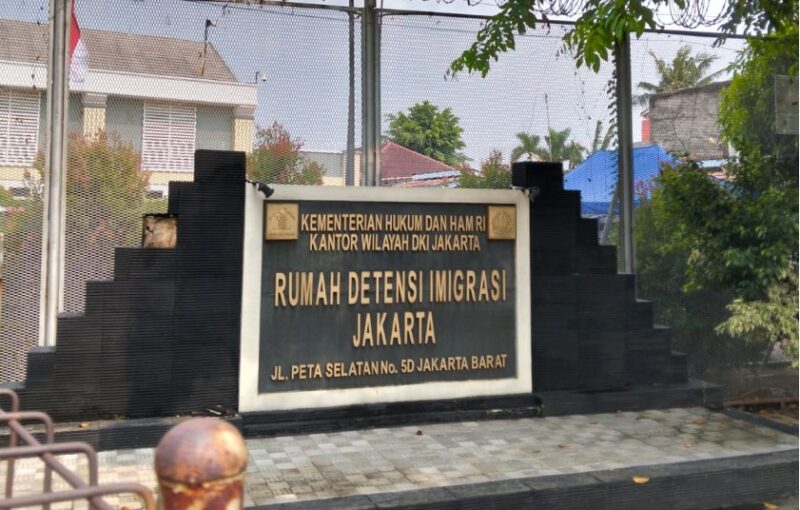 KEMENTERIAN HUKUM DAN HAM RI
KANTOR WILAYAH DKI JAKARTA
RUMAH DETENSI IMIGRASI
JAKARTA
JL. PETA SELATAN No. 5D JAKARTA BARAT